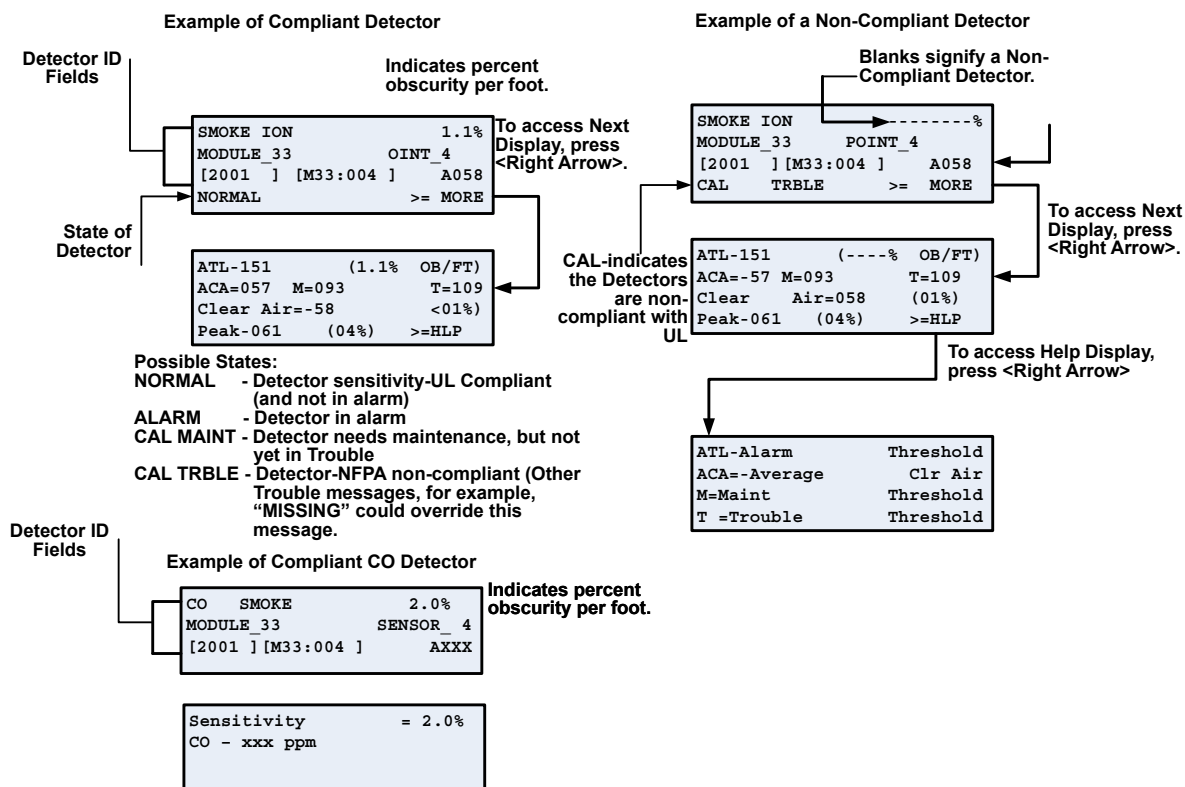 Example of Compliant Detector
Detector ID
Fields
Indicates percent
obscurity per foot.
SMOKE ION 1.1%
MODULE_33 OINT_4
[2001 ] [M33:004 ] A058
NORMAL >= MORE
To access Next
Display, press
<Right Arrow>.
State of
Detector
ATL-151 (1.1% OB/FT)
ACA=057 M=093 T=109
Clear Air=-58 <01%)
Peak-061 (04%) >=HLP
Possible States:
NORMAL - Detector sensitivity-UL Compliant
(and not in alarm)
ALARM - Detector in alarm
CAL MAINT - Detector needs maintenance, but not
yet in Trouble
CAL TRBLE - Detector-NFPA non-compliant (Other
Trouble messages, for example,
“MISSING” could override this
message.
Example of a Non-Compliant Detector
Blanks signify a Non-
Compliant Detector.
SMOKE ION --------%
MODULE_33 POINT_4
[2001 ][M33:004 ] A058
CAL TRBLE >= MORE
To access Next
Display, press
<Right Arrow>.
CAL-indicates
the Detectors
are non-
compliant with
UL
ATL-151 (----% OB/FT)
ACA=-57 M=093 T=109
Clear Air=058 (01%)
Peak-061 (04%) >=HLP
To access Help Display,
press <Right Arrow>
ATL-Alarm Threshold
ACA=-Average Clr Air
M=Maint Threshold
T =Trouble Threshold
Detector ID
Fields
Example of Compliant CO Detector
Indicates percent
obscurity per foot.
CO SMOKE 2.0%
MODULE_33 SENSOR_ 4
[2001 ][M33:004 ] AXXX
Sensitivity = 2.0%
CO – xxx ppm